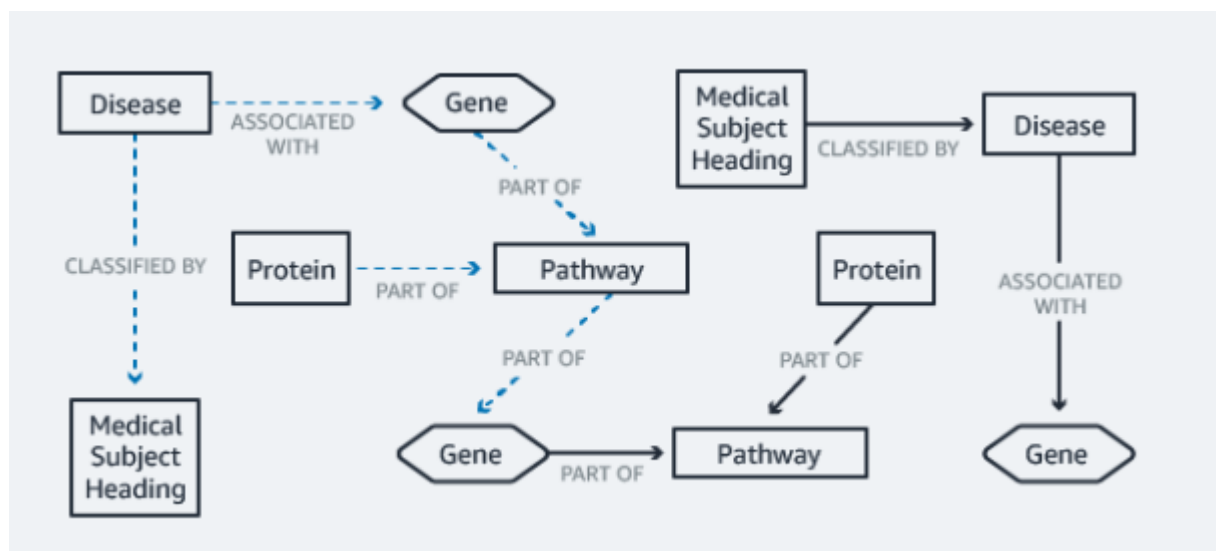 Disease
ASSOCIATED
WITH
Gene
Medical
Subject
Heading
CLASSIFIED BY
Disease
PART OF
CLASSIFIED BY
Protein
PART OF
Pathway
Protein
ASSOCIATED
WITH
PART OF
PART OF
Medical
Subject
Heading
Gene
PART OF
Pathway
Gene